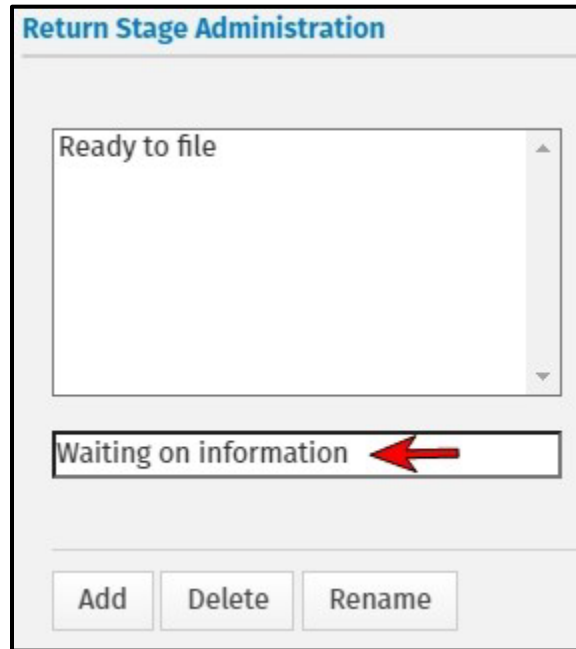 Return Stage Administration
Ready to file
Waiting on information
Add Delete Rename